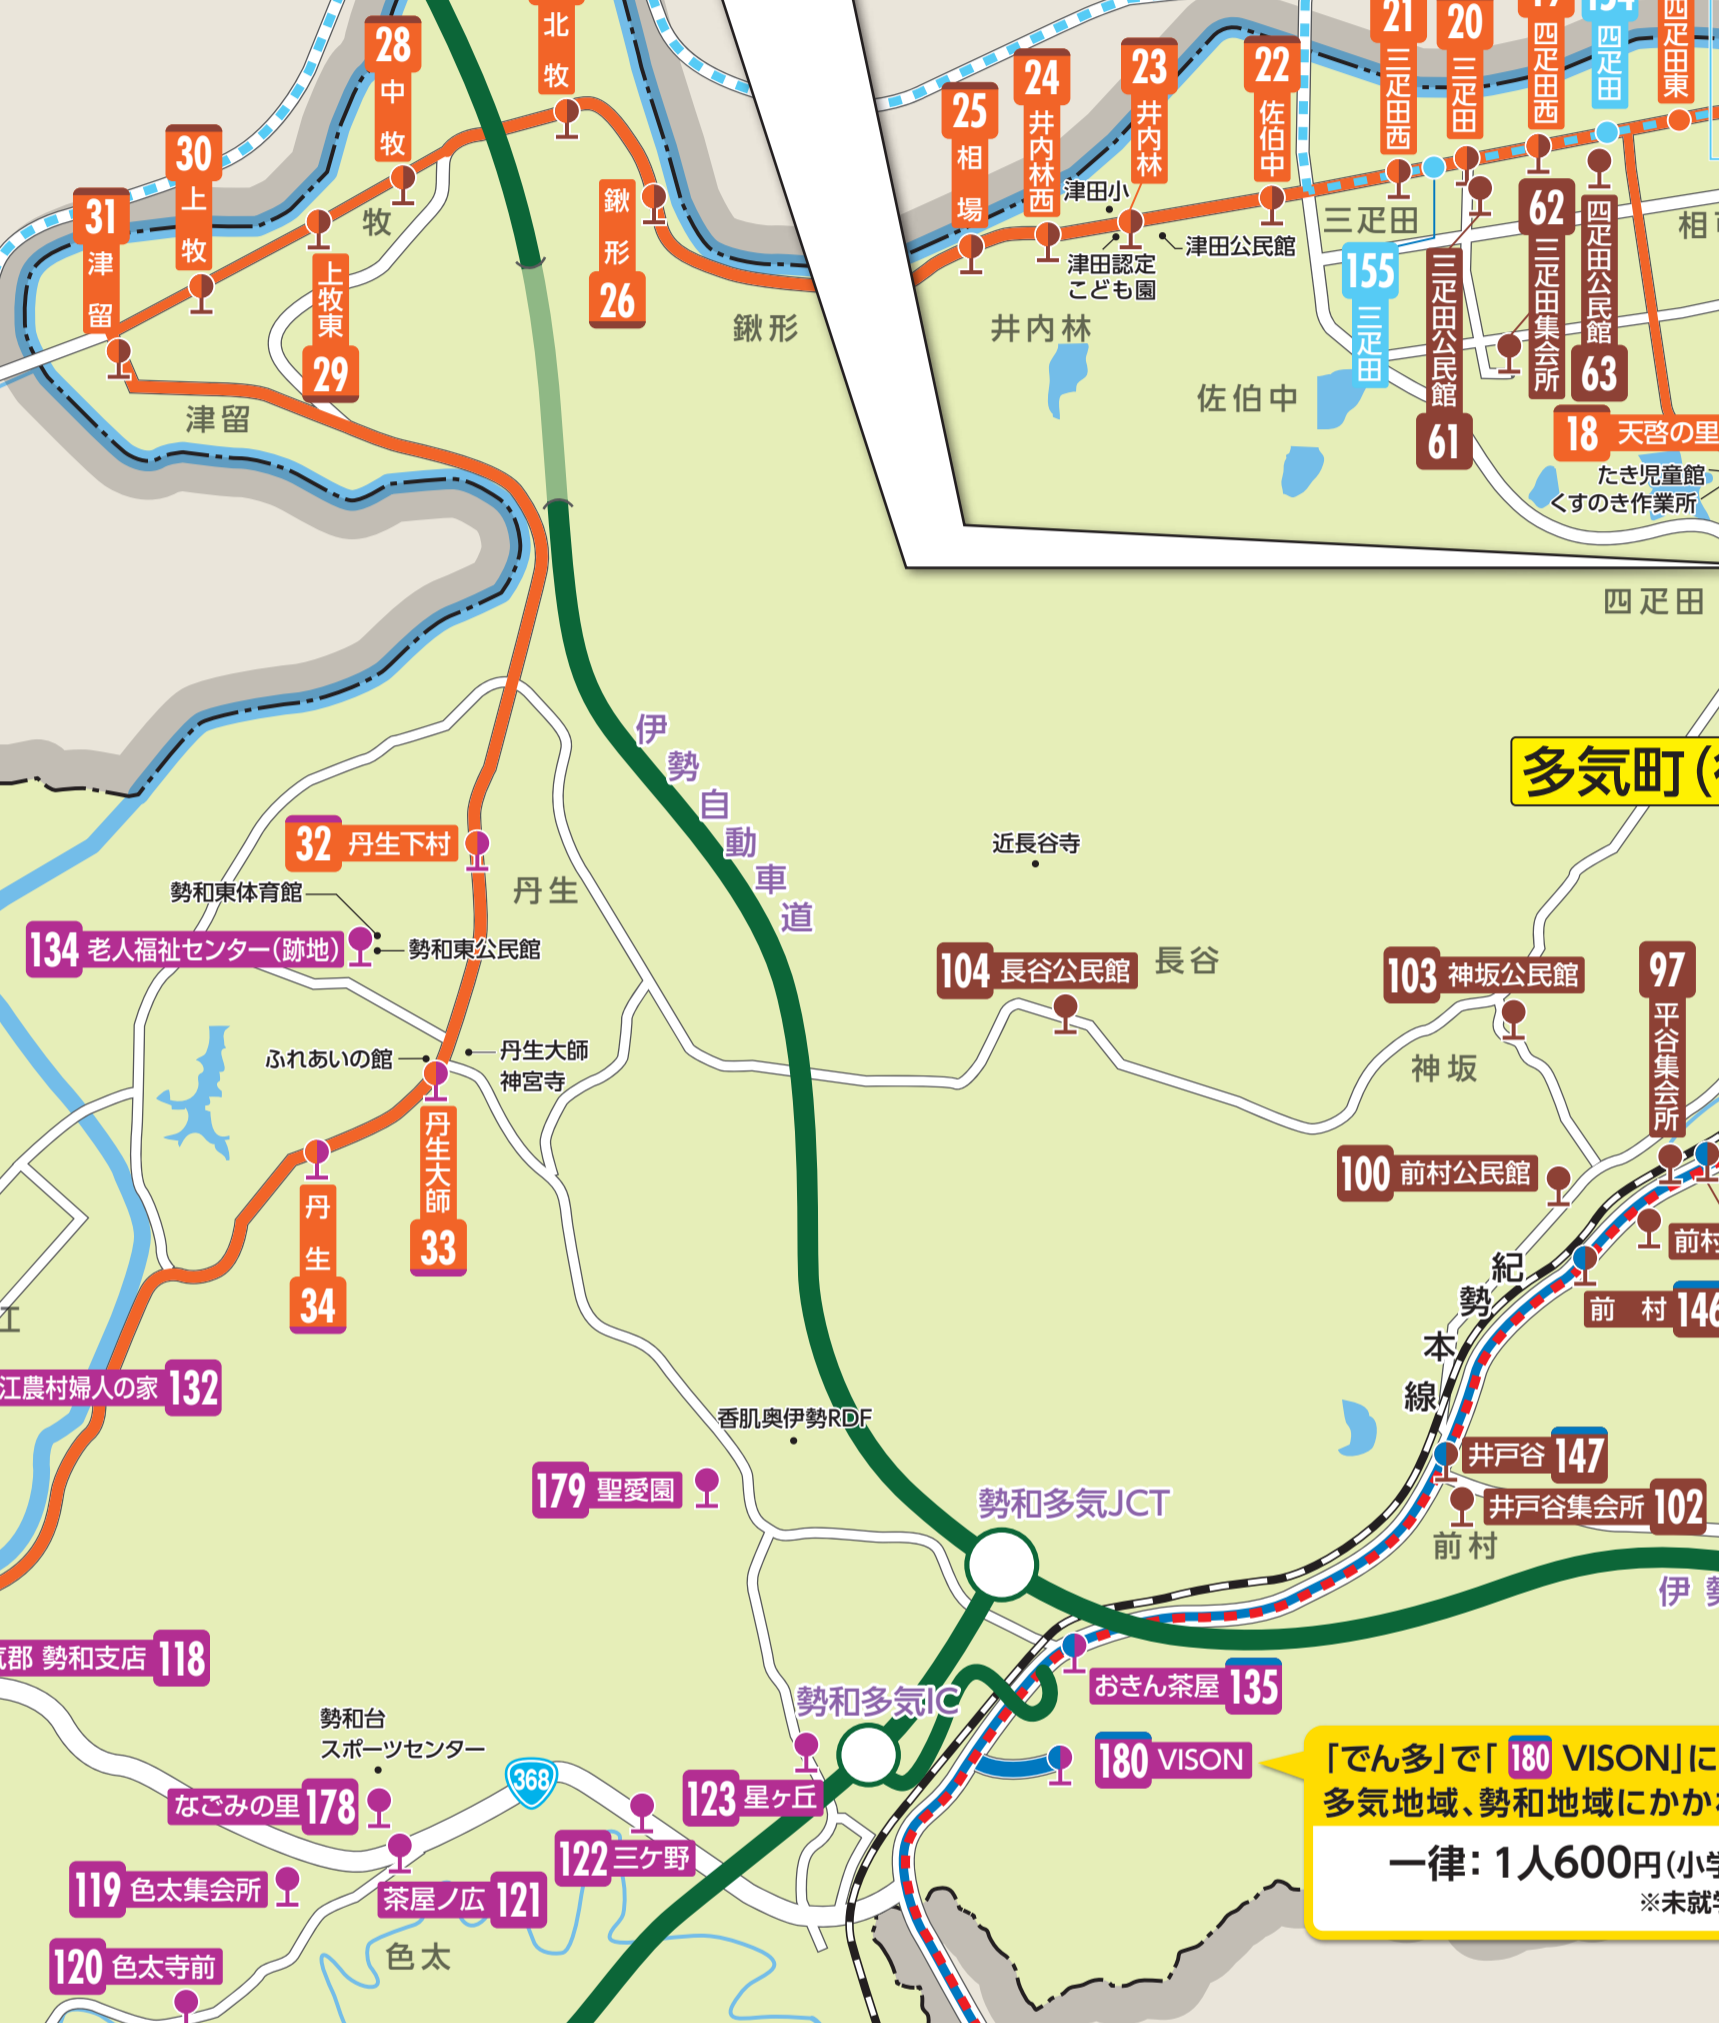 28 中牧
北牧
30 上牧
31 津留
上牧東 29
牧
鍬形 26
鍬形
津留
25 相場
24 井内林西
23 井内林
22 佐伯中
21 三疋田西
20 三疋田
四疋田西
四疋田
四疋田東
津田小
津田公民館
津田認定
こども園
井内林
佐伯中
三疋田
155 三疋田
三疋田公民館 61
62 三疋田集会所
四疋田公民館 63
18 天啓の里
たき児童館
くすのき作業所
四疋田
多気町
伊勢自動車道
32 丹生下村
丹生
勢和東体育館
134 老人福祉センター(跡地)
勢和東公民館
近長谷寺
104 長谷公民館
長谷
103 神坂公民館
神坂
97 平谷集会所
ふれあいの館
丹生大師
神宮寺
丹生大師 33
丹生 34
100 前村公民館
前村
前村 146
紀勢本線
江農村婦人の家 132
香肌奥伊勢RDF
179 聖愛園
井戸谷 147
井戸谷集会所 102
前村
勢和多気JCT
伊勢
郡 勢和支店 118
おきん茶屋 135
勢和多気IC
180 VISON
勢和台
スポーツセンター
なごみの里 178
368
123 星ヶ丘
122 三ケ野
119 色太集会所
茶屋ノ広 121
色太
120 色太寺前
「でん多」で「180 VISON」に
多気地域、勢和地域にかか
一律：1人600円(小学
※未就学